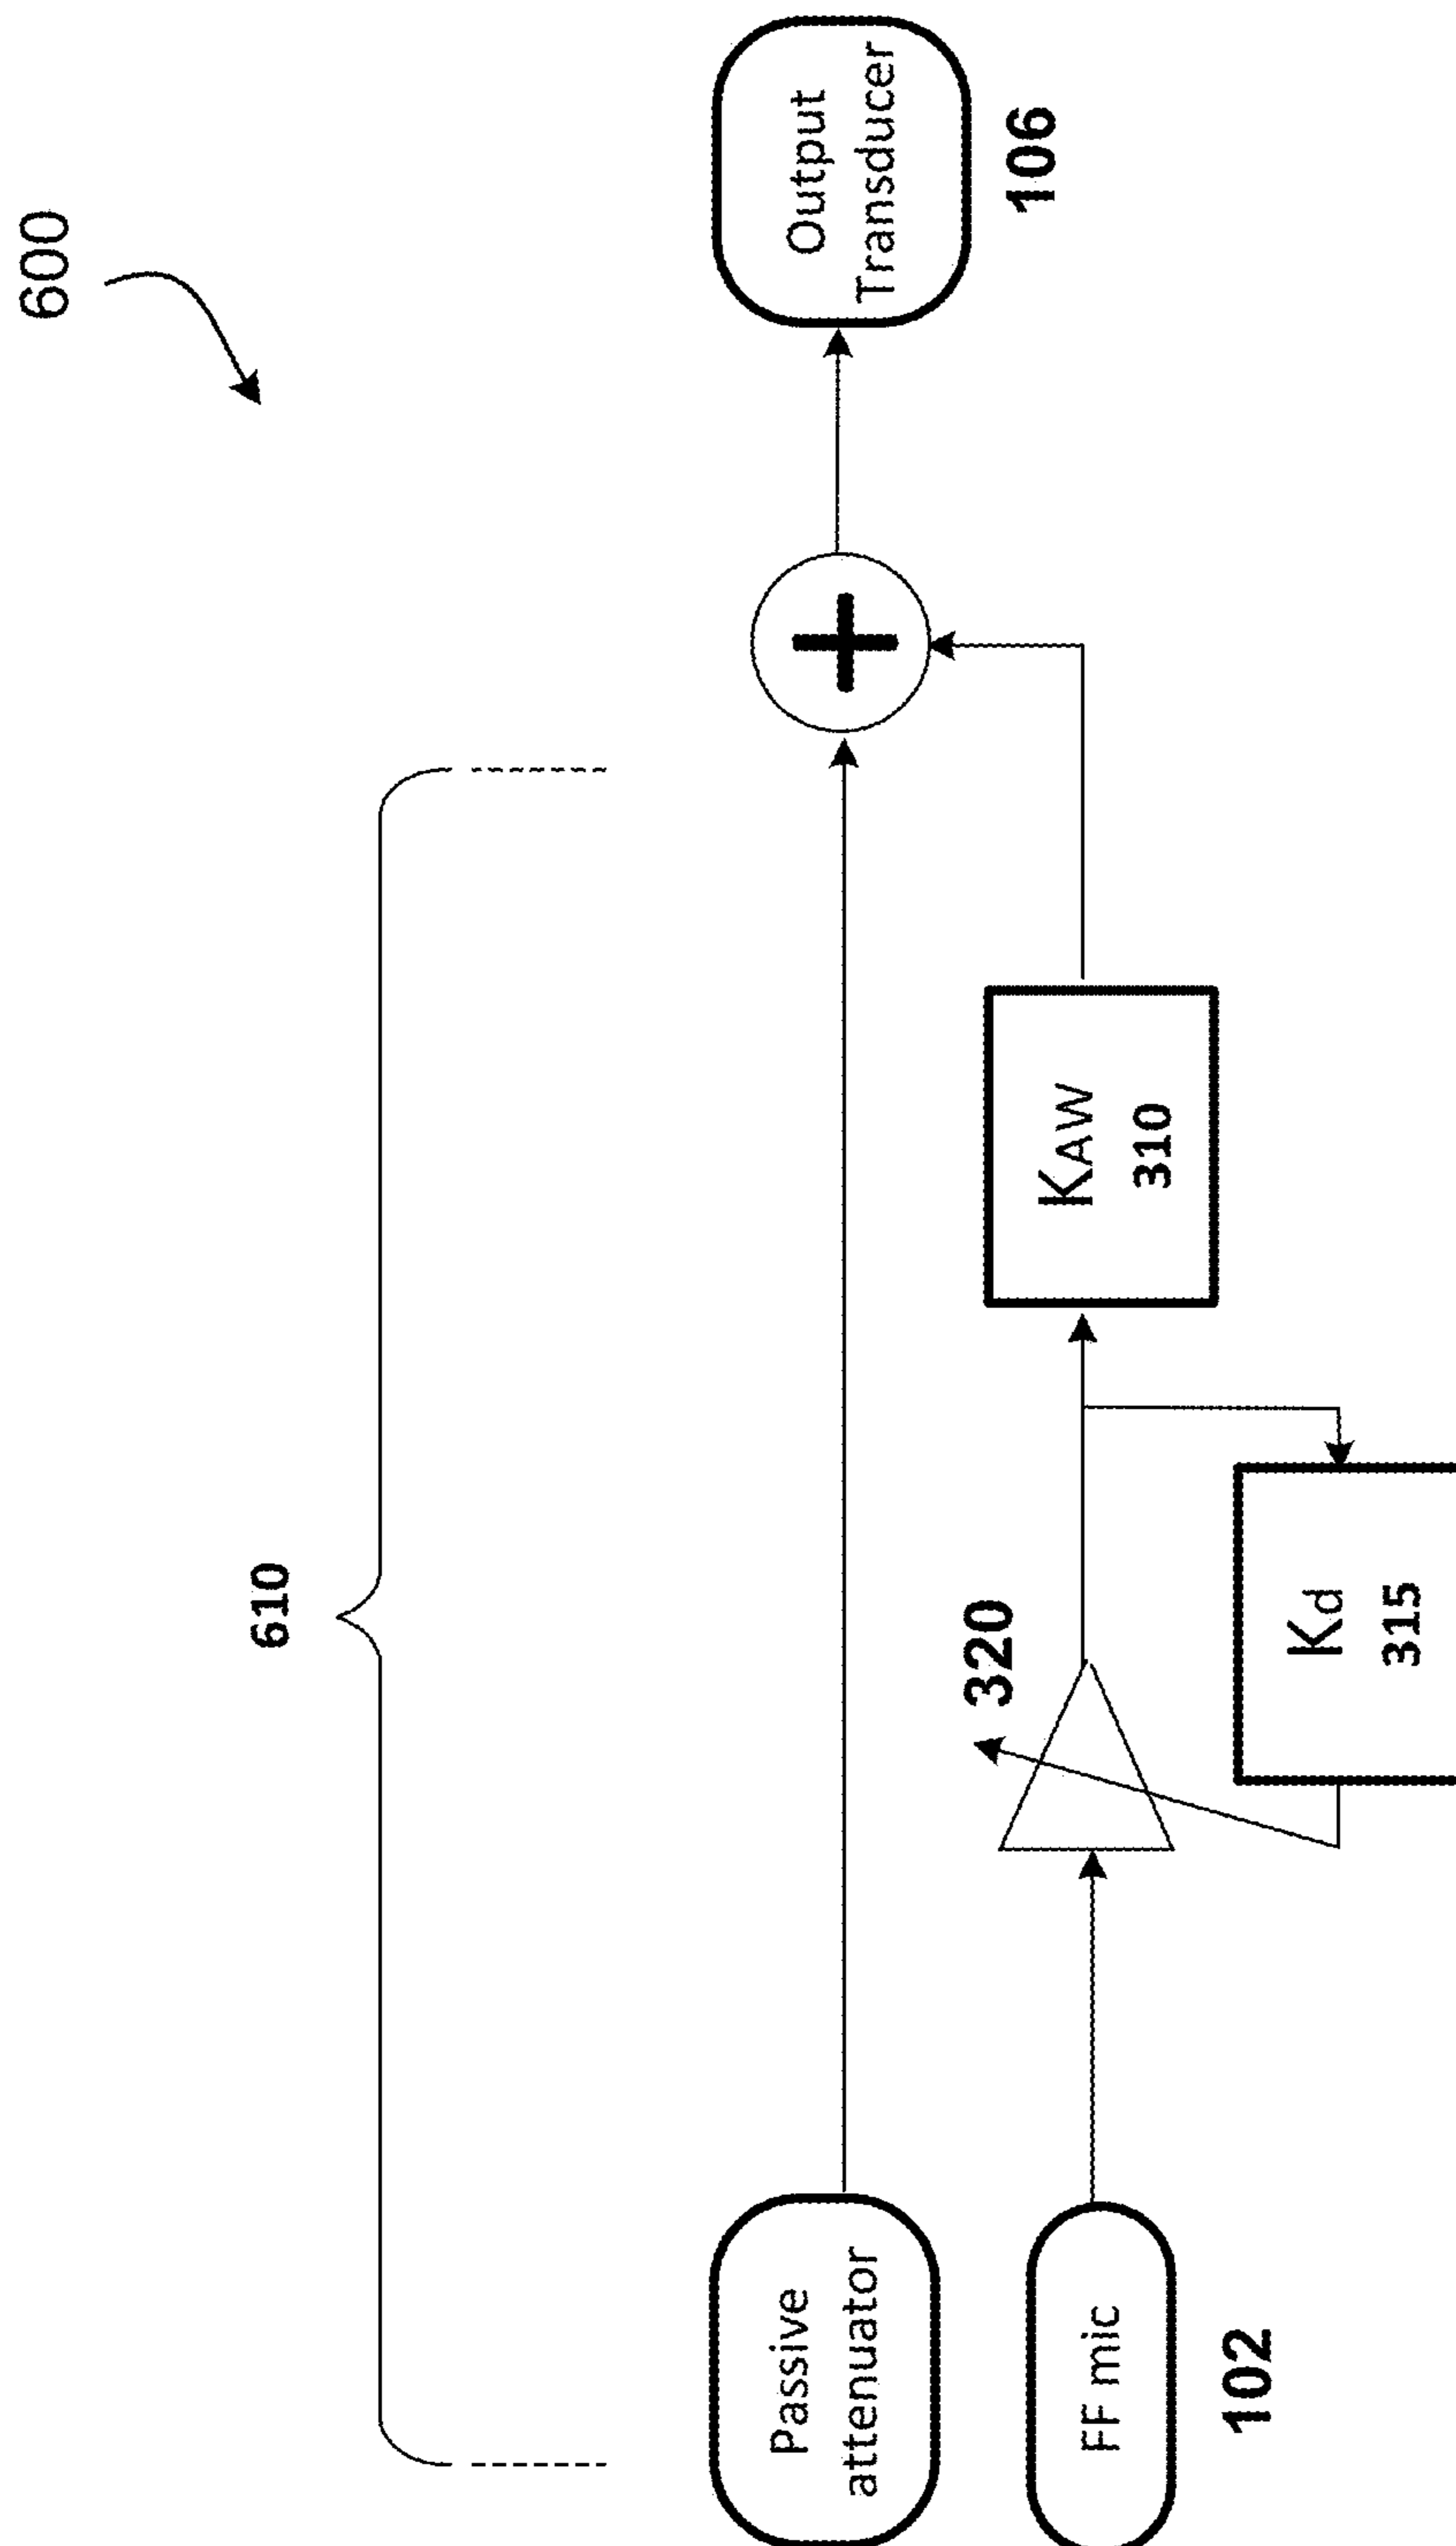 600
610
Passive
attenuator
Output
Transducer
106
FF mic
102
320
KAW
310
Kd
315